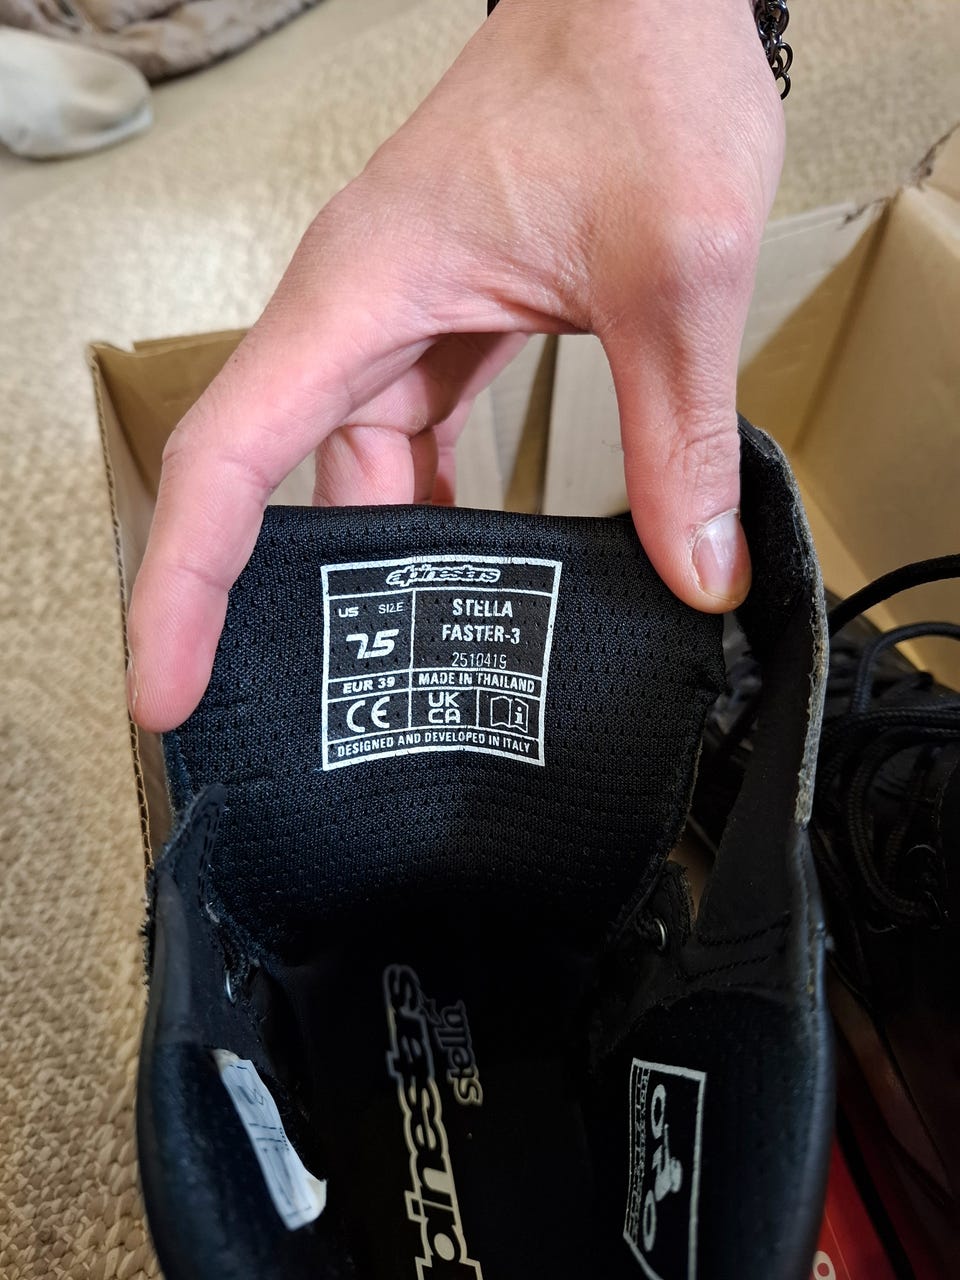 alpinestars
US SIZE
7.5
STELLA
FASTER-3
2510419
EUR 39
MADE IN THAILAND
CE
UK
CA
i
DESIGNED AND DEVELOPED IN ITALY
alpinestars
Stella